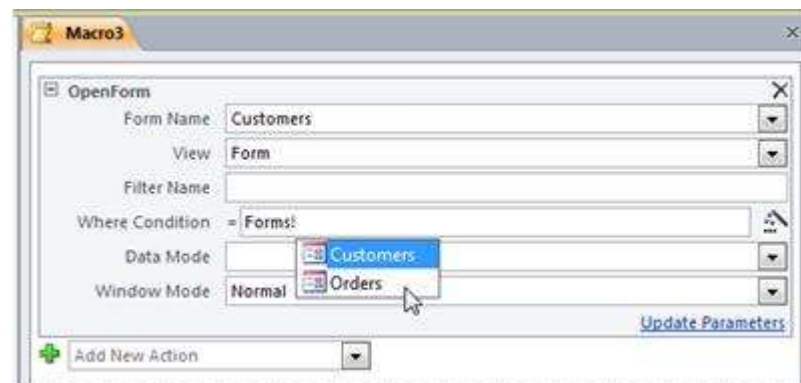 Macro3
OpenForm
Form Name Customers
View Form
Filter Name
Where Condition = Forms!
Customers
Data Mode
Orders
Window Mode Normal
Update Parameters
Add New Action